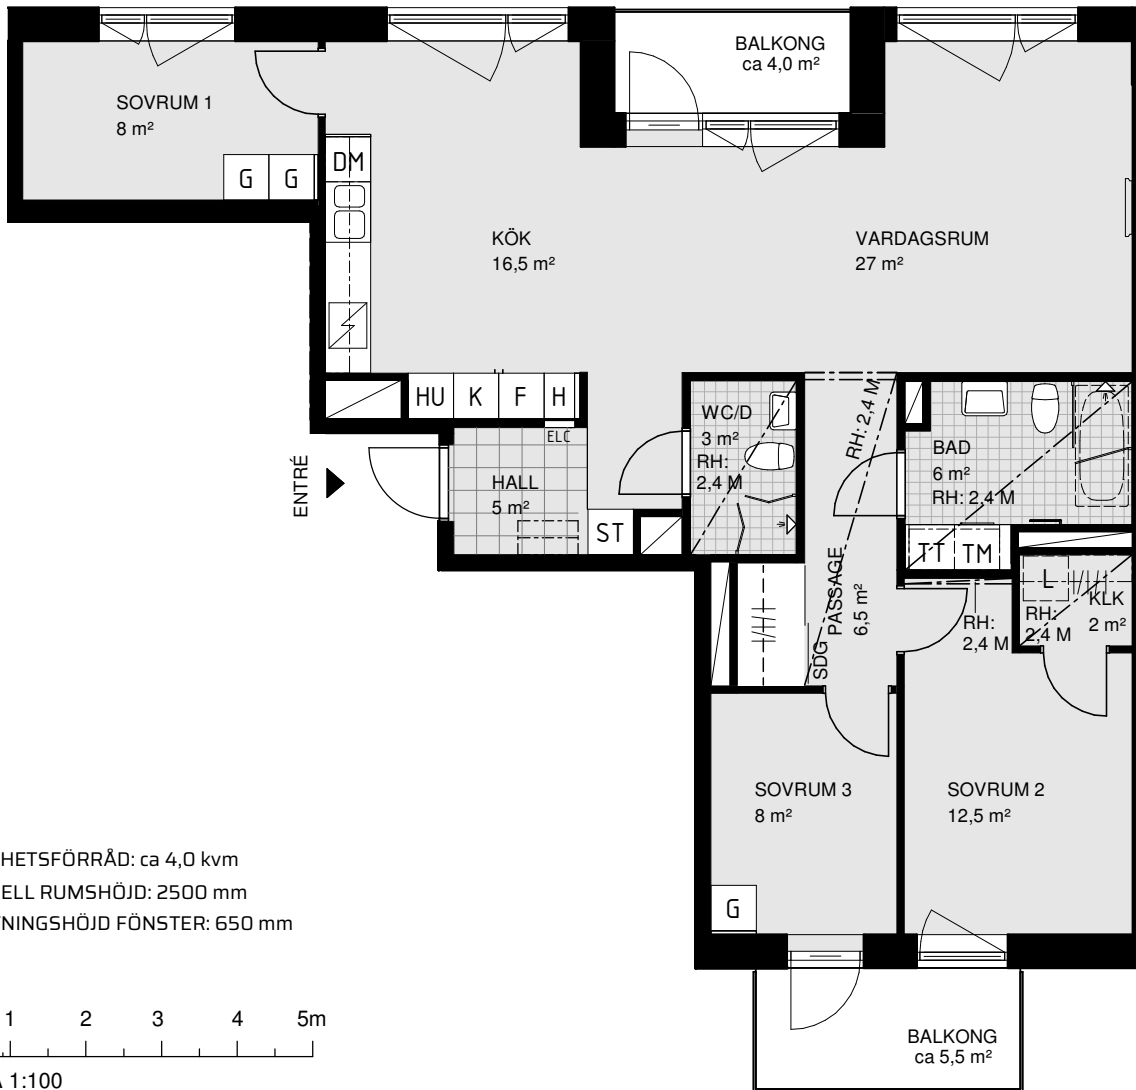 BALKONG
ca 4,0 m²
SOVRUM 1
8 m²
G
G
DM
KÖK
16,5 m²
VARDAGSRUM
27 m²
HU
K
F
H
ELC
ENTRÉ
HALL
5 m²
ST
WC/D
3 m²
RH:
2,4 M
RH: 2,4 M
BAD
6 m²
RH: 2,4 M
TT
TM
PASSAGE
6,5 m²
SDG
RH:
2,4 M
L
RH:
2,4 M
KLK
2 m²
SOVRUM 3
8 m²
SOVRUM 2
12,5 m²
G
BALKONG
ca 5,5 m²
HETSFÖRRÅD: ca 4,0 kvm
ELL RUMSHÖJD: 2500 mm
NINGSHÖJD FÖNSTER: 650 mm
1 2 3 4 5m
1:100